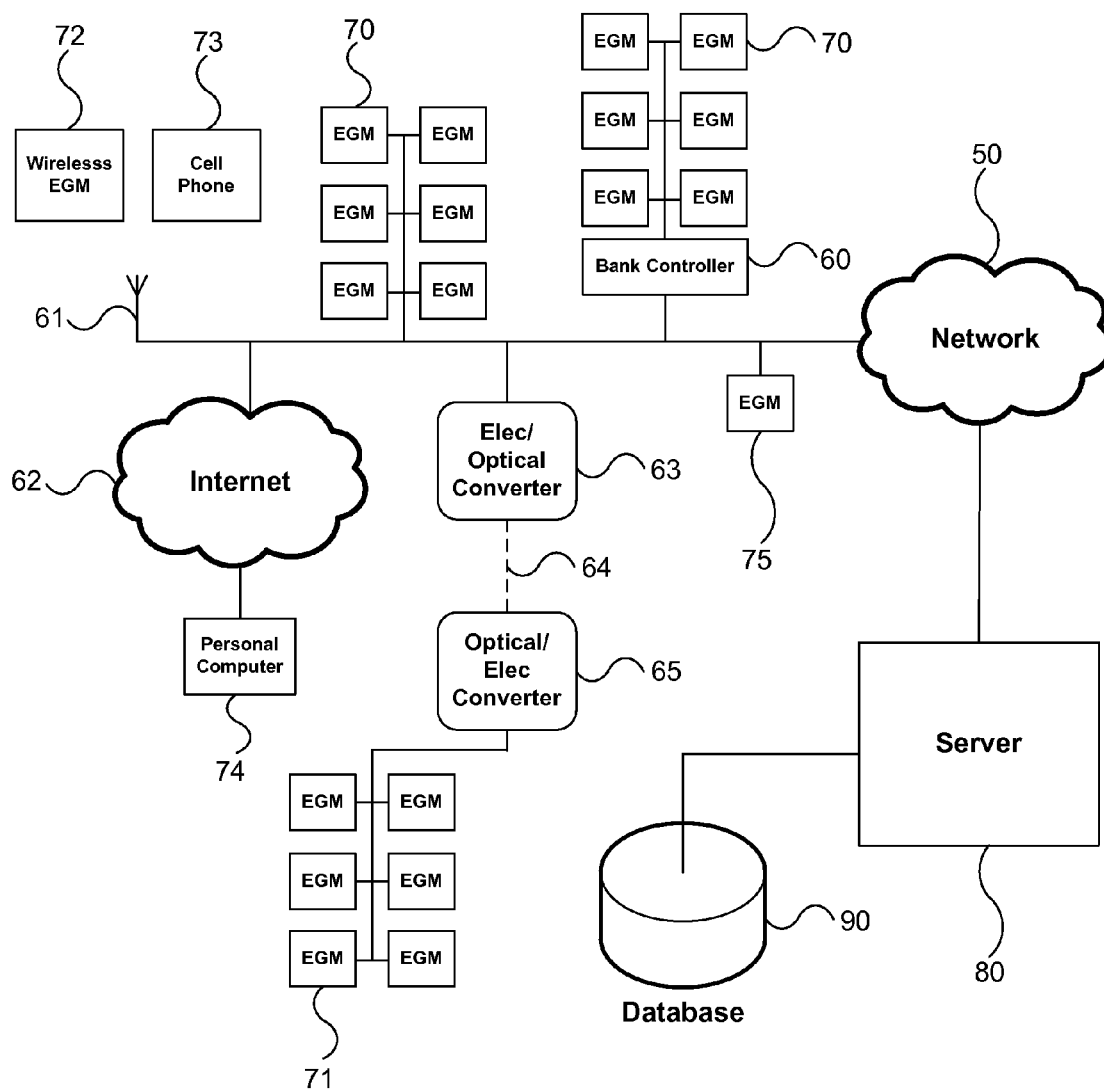 72
73
70
EGM EGM
70
Wirelesss
EGM
Cell
Phone
EGM EGM
EGM EGM
EGM EGM
EGM EGM
50
EGM EGM
EGM EGM
Bank Controller
60
61
Network
EGM
62
Internet
Elec/
Optical
Converter
63
75
64
Personal
Computer
Optical/
Elec
Converter
65
74
Server
EGM EGM
EGM EGM
EGM EGM
90
80
Database
71